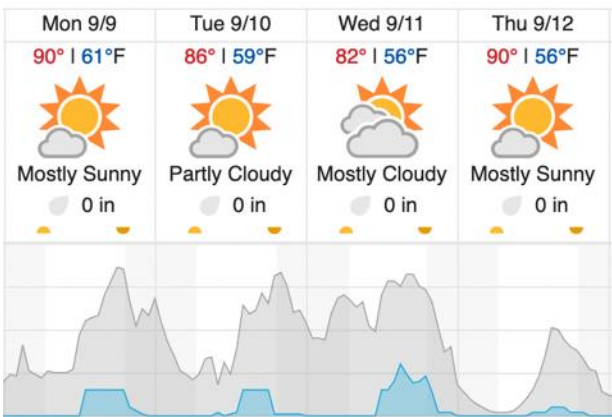 Mon 9/9 Tue 9/10 Wed 9/11 Thu 9/12
90° | 61°F 86° | 59°F 82° | 56°F 90° | 56°F
Mostly Sunny Partly Cloudy Mostly Cloudy Mostly Sunny
0 in 0 in 0 in 0 in